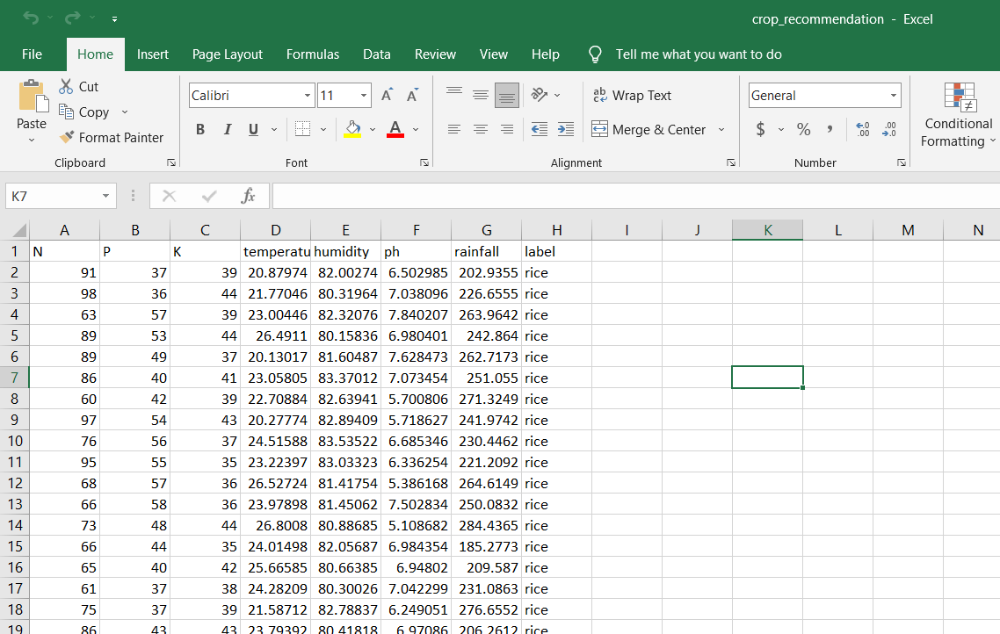 crop_recommendation - Excel
File Home Insert Page Layout Formulas Data Review View Help Tell me what you want to do
Paste
Cut
Copy
Format Painter
Clipboard
Calibri 11
B I U A
Font
ab Wrap Text
Merge & Center
Alignment
General
$ % ,
Number
Conditional
Formatting
K7 fx
A B C D E F G H I J K L M N
1 N P K temperatu humidity ph rainfall label
2 91 37 39 20.87974 82.00274 6.502985 202.9355 rice
3 98 36 44 21.77046 80.31964 7.038096 226.6555 rice
4 63 57 39 23.00446 82.32076 7.840207 263.9642 rice
5 89 53 44 26.4911 80.15836 6.980401 242.864 rice
6 89 49 37 20.13017 81.60487 7.628473 262.7173 rice
7 86 40 41 23.05805 83.37012 7.073454 251.055 rice
8 60 42 39 22.70884 82.63941 5.700806 271.3249 rice
9 97 54 43 20.27774 82.89409 5.718627 241.9742 rice
10 76 56 37 24.51588 83.53522 6.685346 230.4462 rice
11 95 55 35 23.22397 83.03323 6.336254 221.2092 rice
12 68 57 36 26.52724 81.41754 5.386168 264.6149 rice
13 66 58 36 23.97898 81.45062 7.502834 250.0832 rice
14 73 48 44 26.8008 80.88685 5.108682 284.4365 rice
15 66 44 35 24.01498 82.05687 6.984354 185.2773 rice
16 65 40 42 25.66585 80.66385 6.94802 209.587 rice
17 61 37 38 24.28209 80.30026 7.042299 231.0863 rice
18 75 37 39 21.58712 82.78837 6.249051 276.6552 rice
19 86 43 43 23.79392 80.41818 6.97086 206.2612 rice